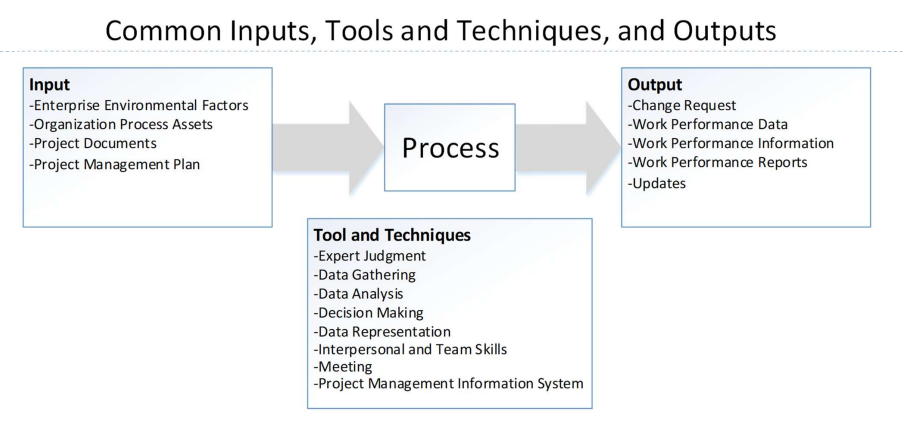 Common Inputs, Tools and Techniques, and Outputs
Input
-Enterprise Environmental Factors
-Organization Process Assets
-Project Documents
-Project Management Plan
Process
Output
-Change Request
-Work Performance Data
-Work Performance Information
-Work Performance Reports
-Updates
Tool and Techniques
-Expert Judgment
-Data Gathering
-Data Analysis
-Decision Making
-Data Representation
-Interpersonal and Team Skills
-Meeting
-Project Management Information System